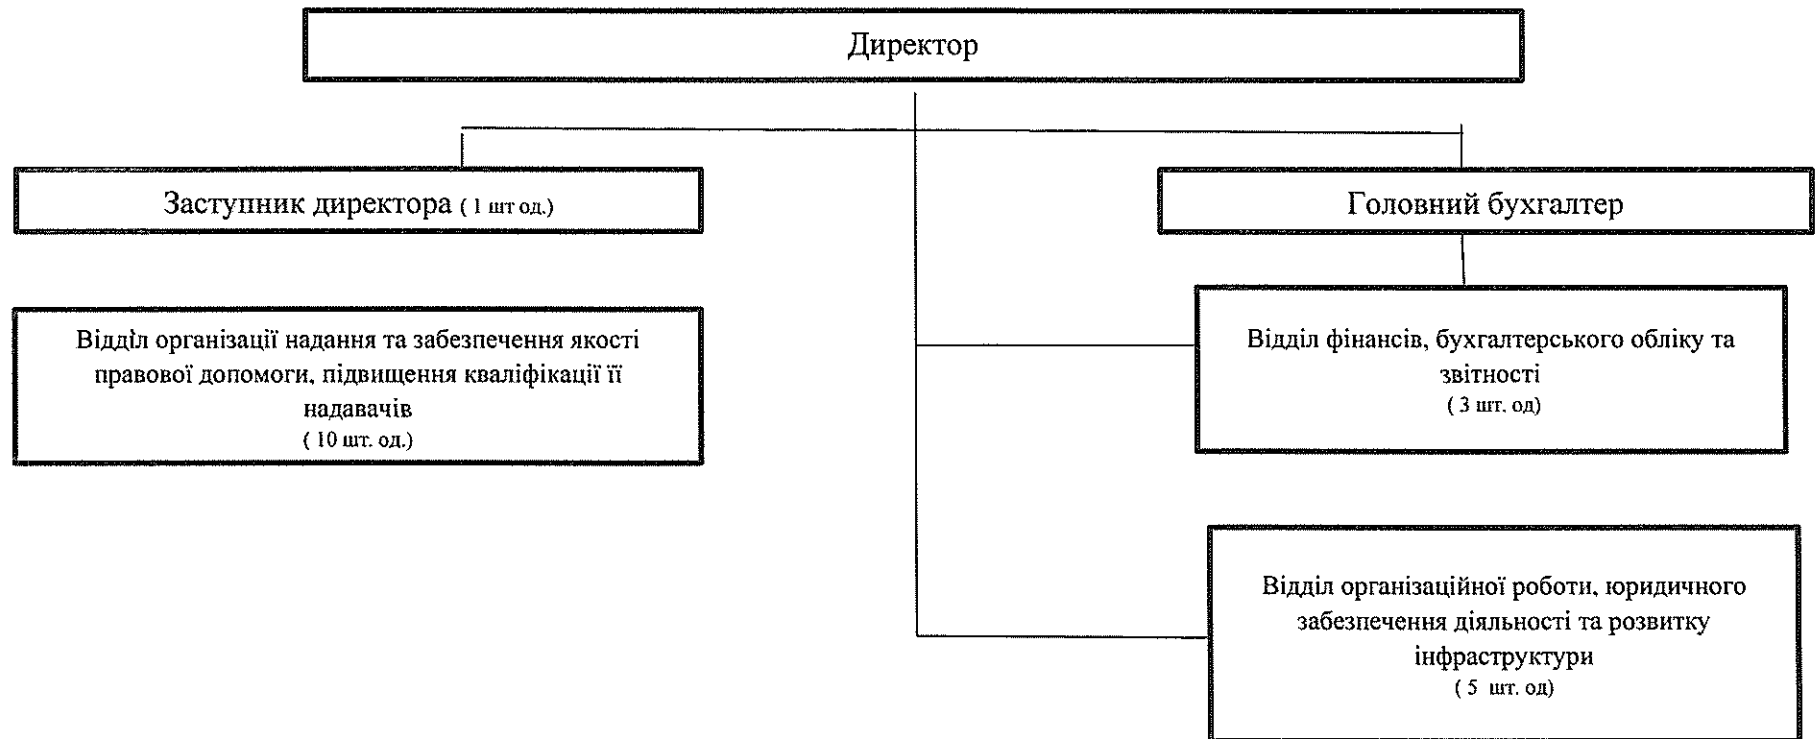 Директор
Заступник директора ( 1 шт од.)
Головний бухгалтер
Відділ організації надання та забезпечення якості
правової допомоги, підвищення кваліфікації її
надавачів
( 10 шт. од.)
Відділ фінансів, бухгалтерського обліку та
звітності
( 3 шт. од)
Відділ організаційної роботи, юридичного
забезпечення діяльності та розвитку
інфраструктури
( 5 шт. од)